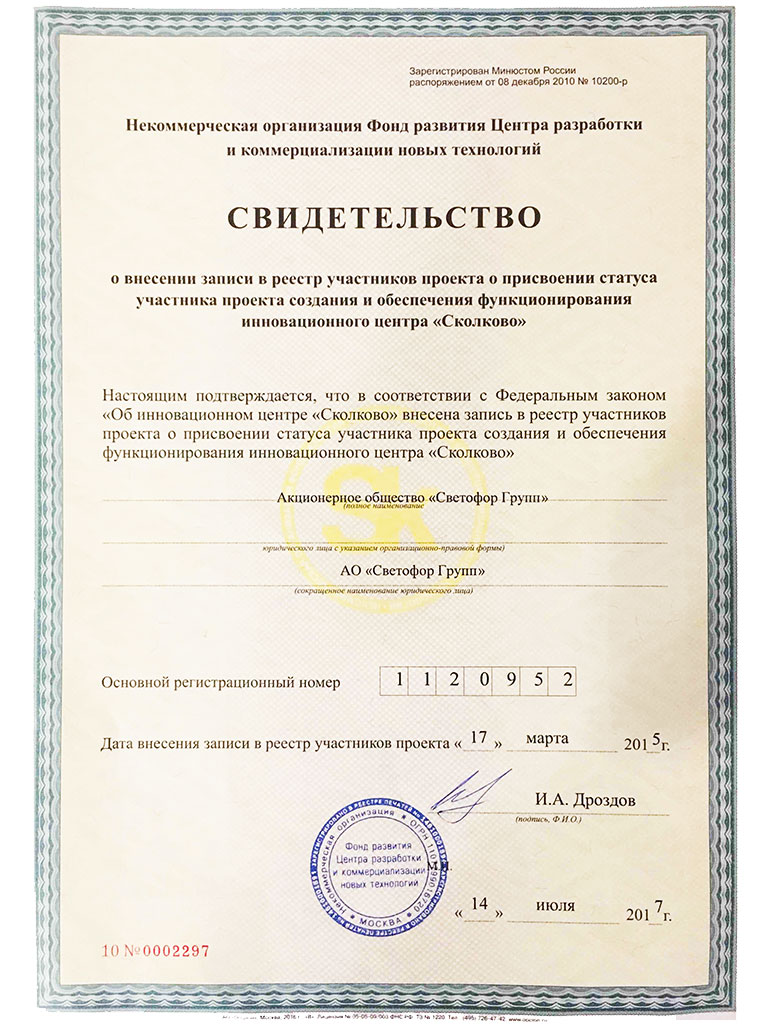 Зарегистрирован Минюстом России
распоряжением от 08 декабря 2010 № 10200-р
Некоммерческая организация Фонд развития Центра разработки
и коммерциализации новых технологий
СВИДЕТЕЛЬСТВО
о внесении записи в реестр участников проекта о присвоении статуса
участника проекта создания и обеспечения функционирования
инновационного центра «Сколково»
Настоящим подтверждается, что в соответствии с Федеральным законом
«Об инновационном центре «Сколково» внесена запись в реестр участников
проекта о присвоении статуса участника проекта создания и обеспечения
функционирования инновационного центра «Сколково»
Sk
Акционерное общество «Светофор Групп»
(полное наименование
юридического лица с указанием организационно-правовой формы)
АО «Светофор Групп»
(сокращенное наименование юридического лица)
Основной регистрационный номер 1 1 2 0 9 5 2
Дата внесения записи в реестр участников проекта « 17 » марта 2015г.
И.А. Дроздов
(подпись, Ф.И.О.)
Некоммерческая организация
Фонд развития
Центра разработки
и коммерциализации
новых технологий
МОСКВА
М.П.
« 14 » июля 2017г.
10 №0002297